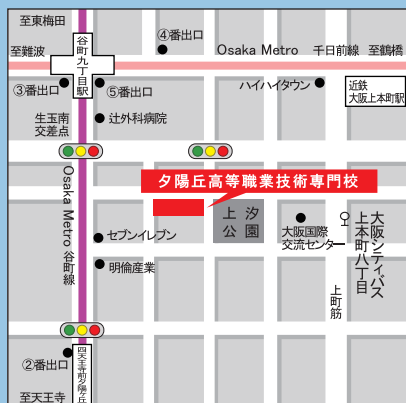 至東梅田
④番出口
Osaka Metro 千日前線 至鶴橋
至難波
谷町九丁目駅
③番出口
⑤番出口
ハイハイタウン
近鉄
大阪上本町駅
生玉南
交差点
辻外科病院
夕陽丘高等職業技術専門校
Osaka Metro 谷町線
上汐
公園
大阪国際
交流センター
大阪シティバス
上本町八丁目
セブンイレブン
明倫産業
上町筋
②番出口
四天王寺前夕陽ヶ丘
至天王寺